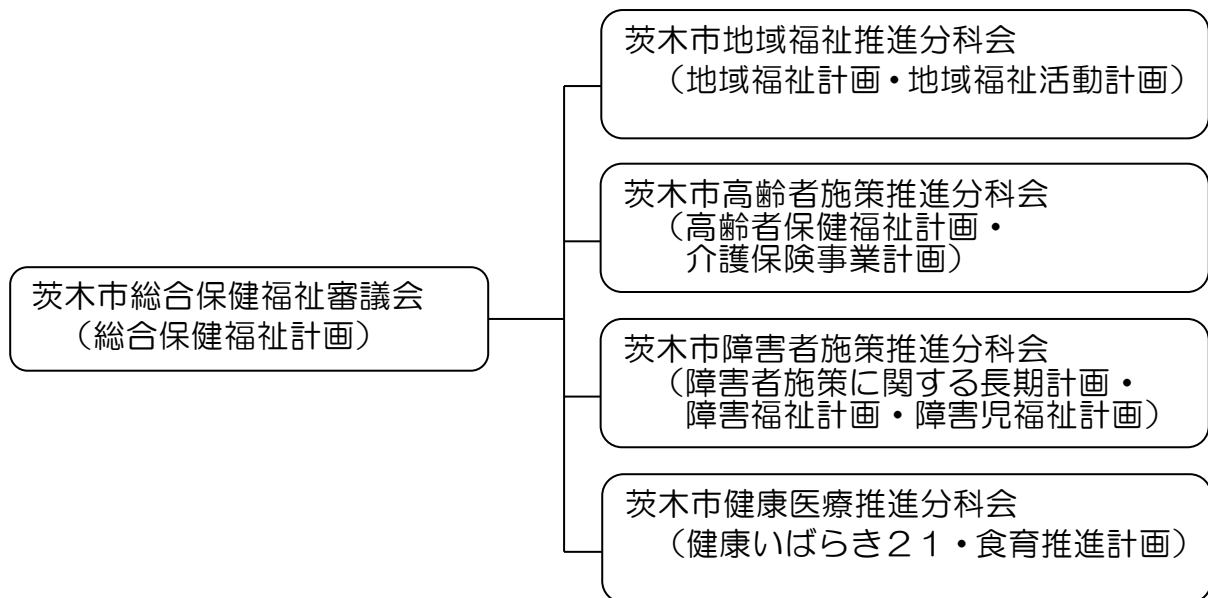 茨木市総合保健福祉審議会
（総合保健福祉計画）
茨木市地域福祉推進分科会
（地域福祉計画・地域福祉活動計画）
茨木市高齢者施策推進分科会
（高齢者保健福祉計画・
介護保険事業計画）
茨木市障害者施策推進分科会
（障害者施策に関する長期計画・
障害福祉計画・障害児福祉計画）
茨木市健康医療推進分科会
（健康いばらき２１・食育推進計画）